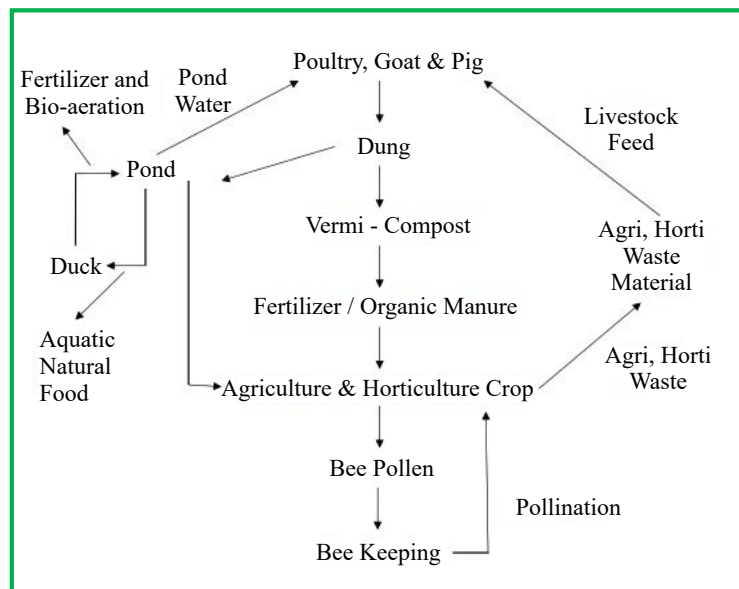 Poultry, Goat & Pig
Fertilizer and
Bio-aeration
Pond
Water
Livestock
Feed
Dung
Pond
Vermi - Compost
Agri, Horti
Waste
Material
Duck
Fertilizer / Organic Manure
Aquatic
Natural
Food
Agri, Horti
Waste
Agriculture & Horticulture Crop
Bee Pollen
Pollination
Bee Keeping